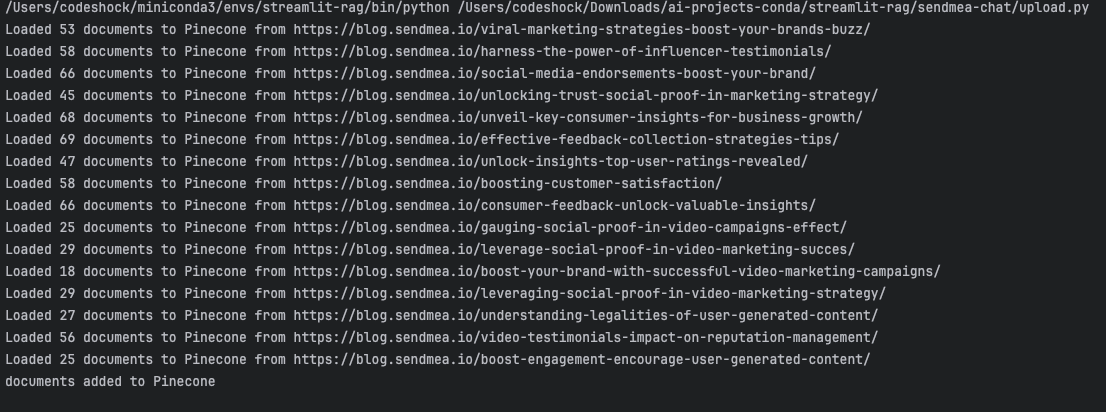 /Users/codeshock/miniconda3/envs/streamlit-rag/bin/python /Users/codeshock/Downloads/ai-projects-conda/streamlit-rag/sendmea-chat/upload.py
Loaded 53 documents to Pinecone from https://blog.sendmea.io/viral-marketing-strategies-boost-your-brands-buzz/
Loaded 58 documents to Pinecone from https://blog.sendmea.io/harness-the-power-of-influencer-testimonials/
Loaded 66 documents to Pinecone from https://blog.sendmea.io/social-media-endorsements-boost-your-brand/
Loaded 45 documents to Pinecone from https://blog.sendmea.io/unlocking-trust-social-proof-in-marketing-strategy/
Loaded 68 documents to Pinecone from https://blog.sendmea.io/unveil-key-consumer-insights-for-business-growth/
Loaded 69 documents to Pinecone from https://blog.sendmea.io/effective-feedback-collection-strategies-tips/
Loaded 47 documents to Pinecone from https://blog.sendmea.io/unlock-insights-top-user-ratings-revealed/
Loaded 58 documents to Pinecone from https://blog.sendmea.io/boosting-customer-satisfaction/
Loaded 66 documents to Pinecone from https://blog.sendmea.io/consumer-feedback-unlock-valuable-insights/
Loaded 25 documents to Pinecone from https://blog.sendmea.io/gauging-social-proof-in-video-campaigns-effect/
Loaded 29 documents to Pinecone from https://blog.sendmea.io/leverage-social-proof-in-video-marketing-succes/
Loaded 18 documents to Pinecone from https://blog.sendmea.io/boost-your-brand-with-successful-video-marketing-campaigns/
Loaded 29 documents to Pinecone from https://blog.sendmea.io/leveraging-social-proof-in-video-marketing-strategy/
Loaded 27 documents to Pinecone from https://blog.sendmea.io/understanding-legalities-of-user-generated-content/
Loaded 56 documents to Pinecone from https://blog.sendmea.io/video-testimonials-impact-on-reputation-management/
Loaded 25 documents to Pinecone from https://blog.sendmea.io/boost-engagement-encourage-user-generated-content/
documents added to Pinecone